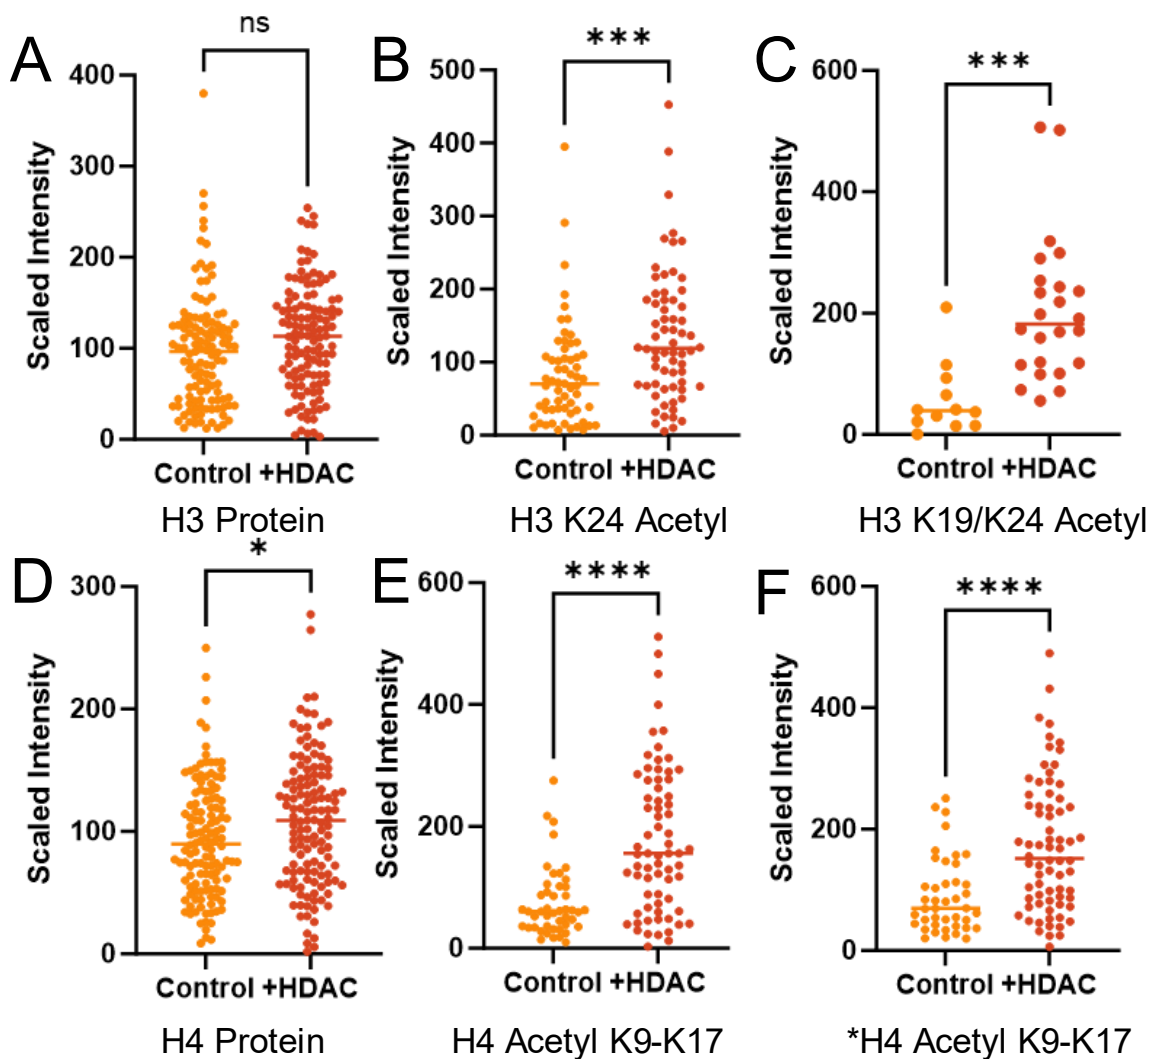 A
ns
400
300
200
100
0
Scaled Intensity
Control +HDAC
H3 Protein
B
***
500
400
300
200
100
0
Scaled Intensity
Control +HDAC
H3 K24 Acetyl
C
***
600
400
200
0
Scaled Intensity
Control +HDAC
H3 K19/K24 Acetyl
D
*
300
200
100
0
Scaled Intensity
Control +HDAC
H4 Protein
E
****
600
400
200
0
Scaled Intensity
Control +HDAC
H4 Acetyl K9-K17
F
****
600
400
200
0
Scaled Intensity
Control +HDAC
*H4 Acetyl K9-K17